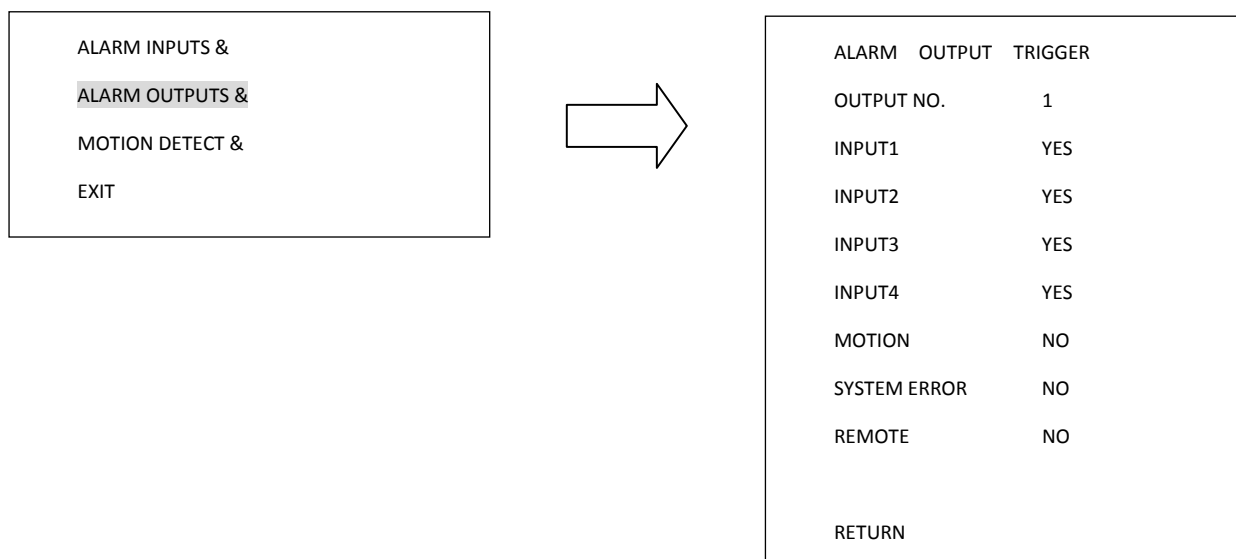 ALARM INPUTS &
ALARM OUTPUTS &
MOTION DETECT &
EXIT
ALARM OUTPUT TRIGGER
OUTPUT NO. 1
INPUT1 YES
INPUT2 YES
INPUT3 YES
INPUT4 YES
MOTION NO
SYSTEM ERROR NO
REMOTE NO
RETURN